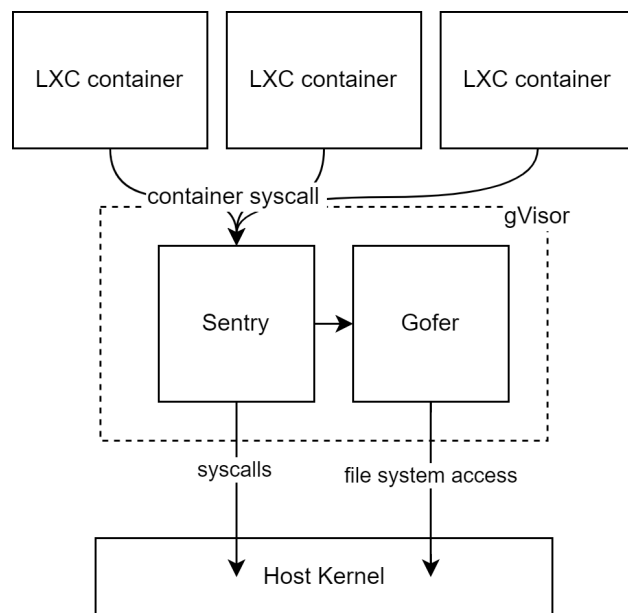 LXC container
LXC container
LXC container
container syscall
gVisor
Sentry
Gofer
syscalls
file system access
Host Kernel